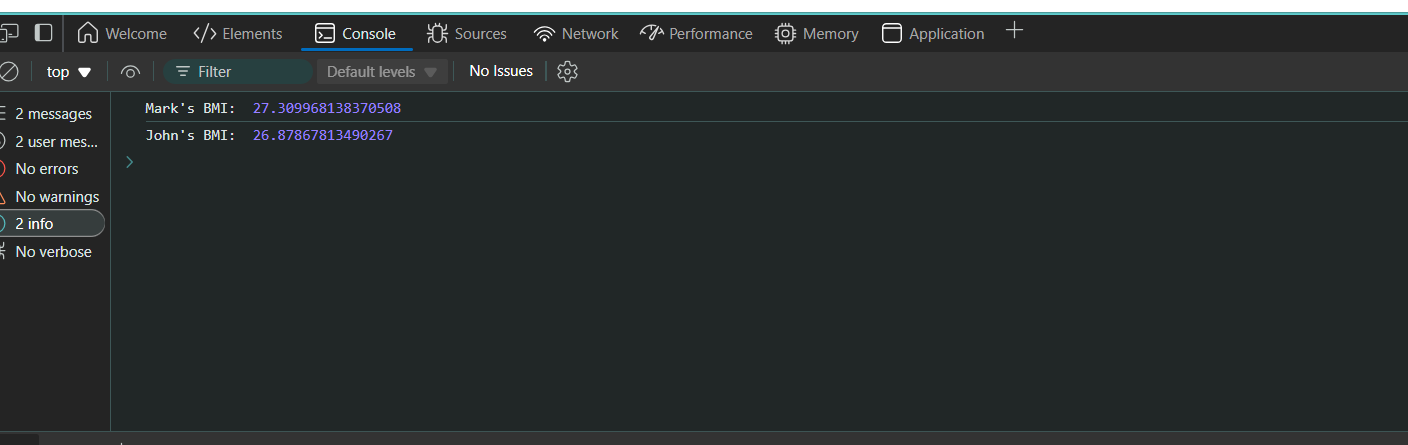 Welcome Elements Console Sources Network Performance Memory Application
top Filter Default levels No Issues
2 messages
2 user mes...
No errors
No warnings
2 info
No verbose
Mark's BMI: 27.309968138370508
John's BMI: 26.87867813490267